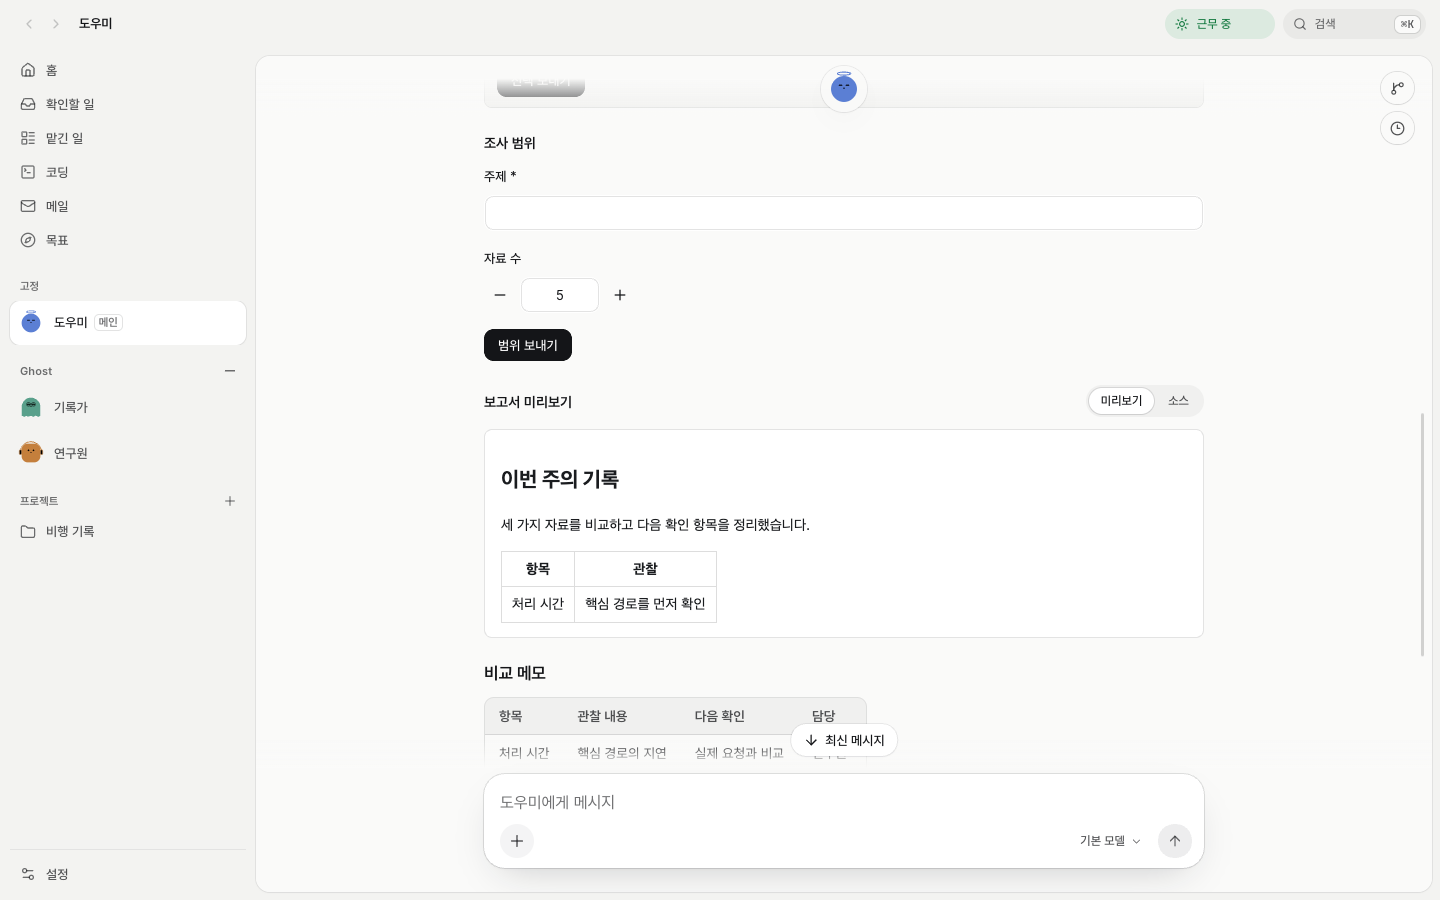 도우미
근무 중
검색
⌘K
홈
확인할 일
맡긴 일
코딩
메일
목표
고정
도우미 메인
Ghost
기록가
연구원
프로젝트
비행 기록
설정
조사 범위
주제 *
자료 수
5
범위 보내기
보고서 미리보기
미리보기 소스
이번 주의 기록
세 가지 자료를 비교하고 다음 확인 항목을 정리했습니다.
항목 관찰
처리 시간 핵심 경로를 먼저 확인
비교 메모
항목 관찰 내용 다음 확인 담당
처리 시간 핵심 경로의 지연 실제 요청과 비교
최신 메시지
도우미에게 메시지
기본 모델